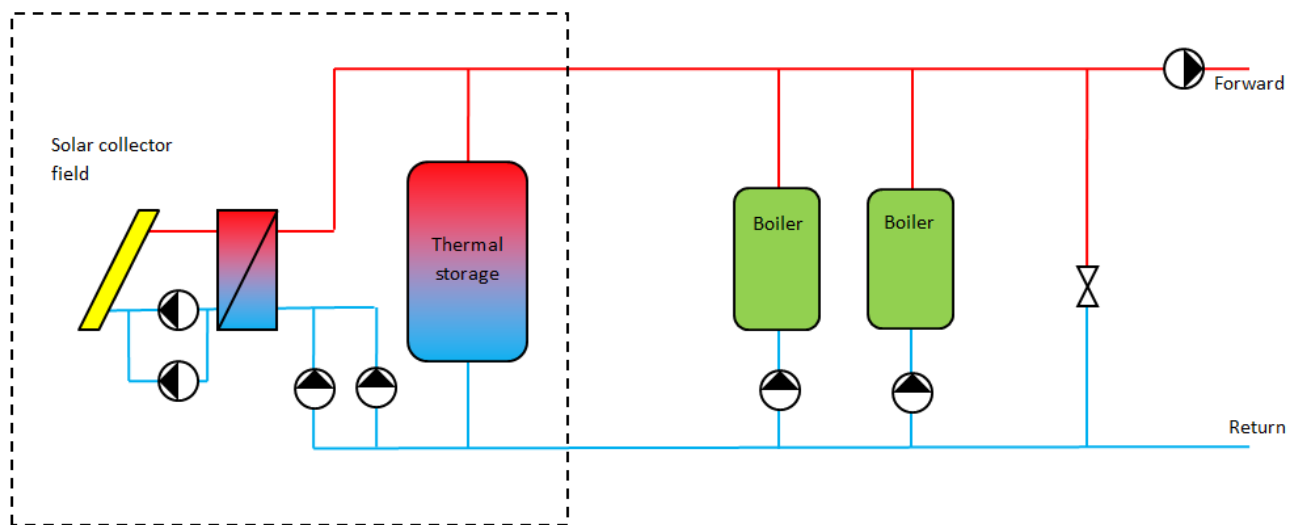 Forward
Solar collector
field
Boiler
Boiler
Thermal
storage
Return